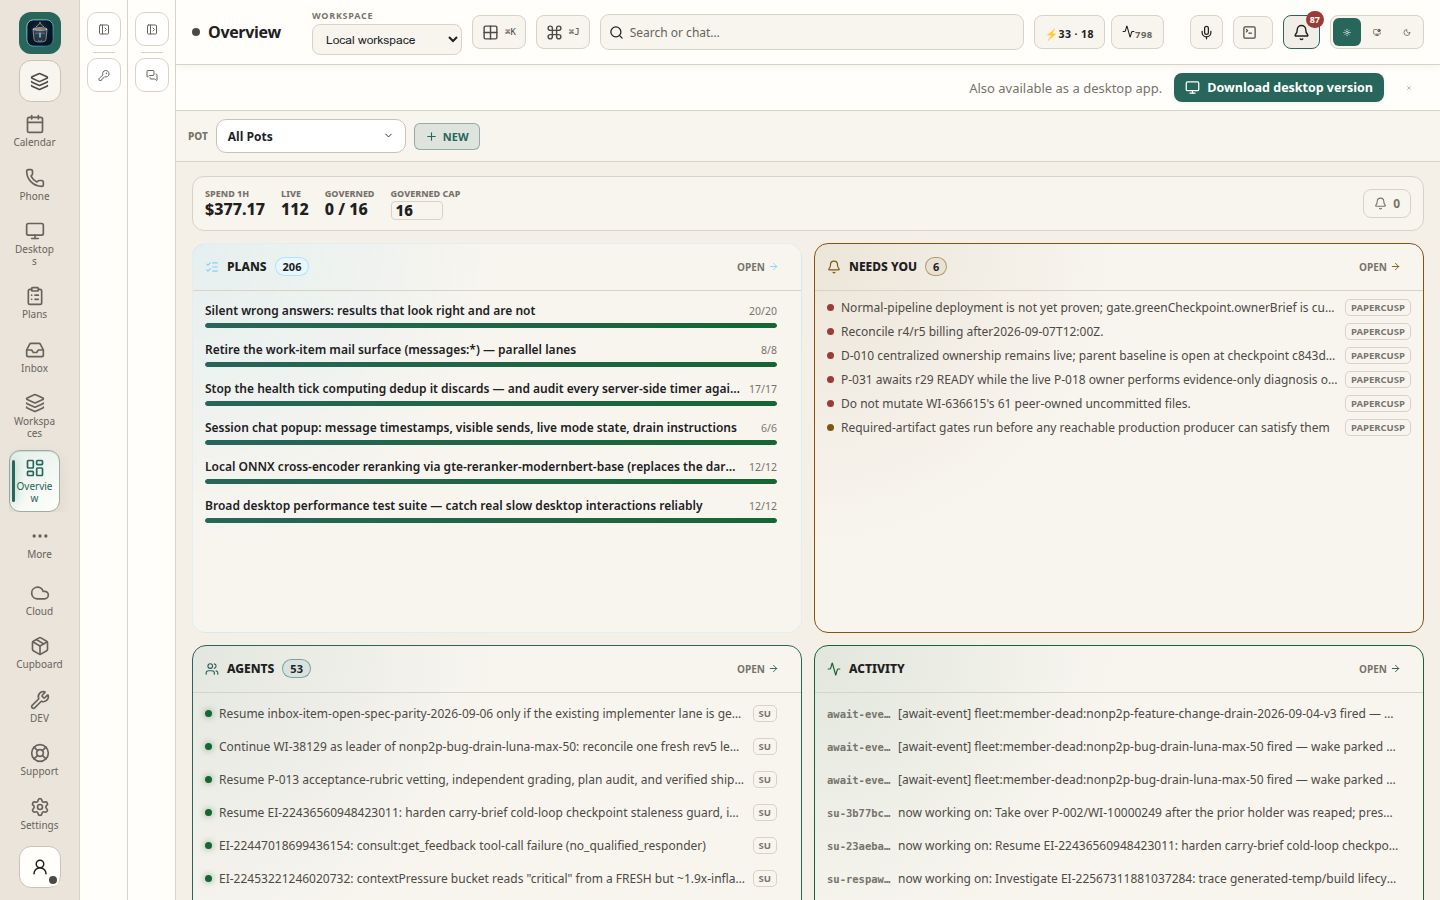 Calendar
Phone
Desktop
s
Plans
Inbox
Workspa
ces
Overvie
w
More
Cloud
Cupboard
DEV
Support
Settings
Overview
WORKSPACE
Local workspace
⌘K
⌘J
Search or chat...
⚡33 · 18
798
87
Also available as a desktop app.
Download desktop version
×
POT
All Pots
+ NEW
SPEND 1H
$377.17
LIVE
112
GOVERNED
0 / 16
GOVERNED CAP
16
0
PLANS 206
OPEN →
Silent wrong answers: results that look right and are not 20/20
Retire the work-item mail surface (messages:*) — parallel lanes 8/8
Stop the health tick computing dedup it discards — and audit every server-side timer agai... 17/17
Session chat popup: message timestamps, visible sends, live mode state, drain instructions 6/6
Local ONNX cross-encoder reranking via gte-reranker-modernbert-base (replaces the dar... 12/12
Broad desktop performance test suite — catch real slow desktop interactions reliably 12/12
NEEDS YOU 6
OPEN →
Normal-pipeline deployment is not yet proven; gate.greenCheckpoint.ownerBrief is cu... PAPERCUSP
Reconcile r4/r5 billing after2026-09-07T12:00Z. PAPERCUSP
D-010 centralized ownership remains live; parent baseline is open at checkpoint c843d... PAPERCUSP
P-031 awaits r29 READY while the live P-018 owner performs evidence-only diagnosis o... PAPERCUSP
Do not mutate WI-636615's 61 peer-owned uncommitted files. PAPERCUSP
Required-artifact gates run before any reachable production producer can satisfy them PAPERCUSP
AGENTS 53
OPEN →
Resume inbox-item-open-spec-parity-2026-09-06 only if the existing implementer lane is ge... SU
Continue WI-38129 as leader of nonp2p-bug-drain-luna-max-50: reconcile one fresh rev5 le... SU
Resume P-013 acceptance-rubric vetting, independent grading, plan audit, and verified ship... SU
Resume EI-22436560948423011: harden carry-brief cold-loop checkpoint staleness guard, i... SU
EI-22447018699436154: consult:get_feedback tool-call failure (no_qualified_responder) SU
EI-22453221246020732: contextPressure bucket reads "critical" from a FRESH but ~1.9x-infla... SU
ACTIVITY
OPEN →
await-eve... [await-event] fleet:member-dead:nonp2p-feature-change-drain-2026-09-04-v3 fired — ...
await-eve... [await-event] fleet:member-dead:nonp2p-bug-drain-luna-max-50 fired — wake parked ...
await-eve... [await-event] fleet:member-dead:nonp2p-bug-drain-luna-max-50 fired — wake parked ...
su-3b77bc... now working on: Take over P-002/WI-10000249 after the prior holder was reaped; pres...
su-23aeba... now working on: Resume EI-22436560948423011: harden carry-brief cold-loop checkpo...
su-respaw... now working on: Investigate EI-22567311881037284: trace generated-temp/build lifecy...